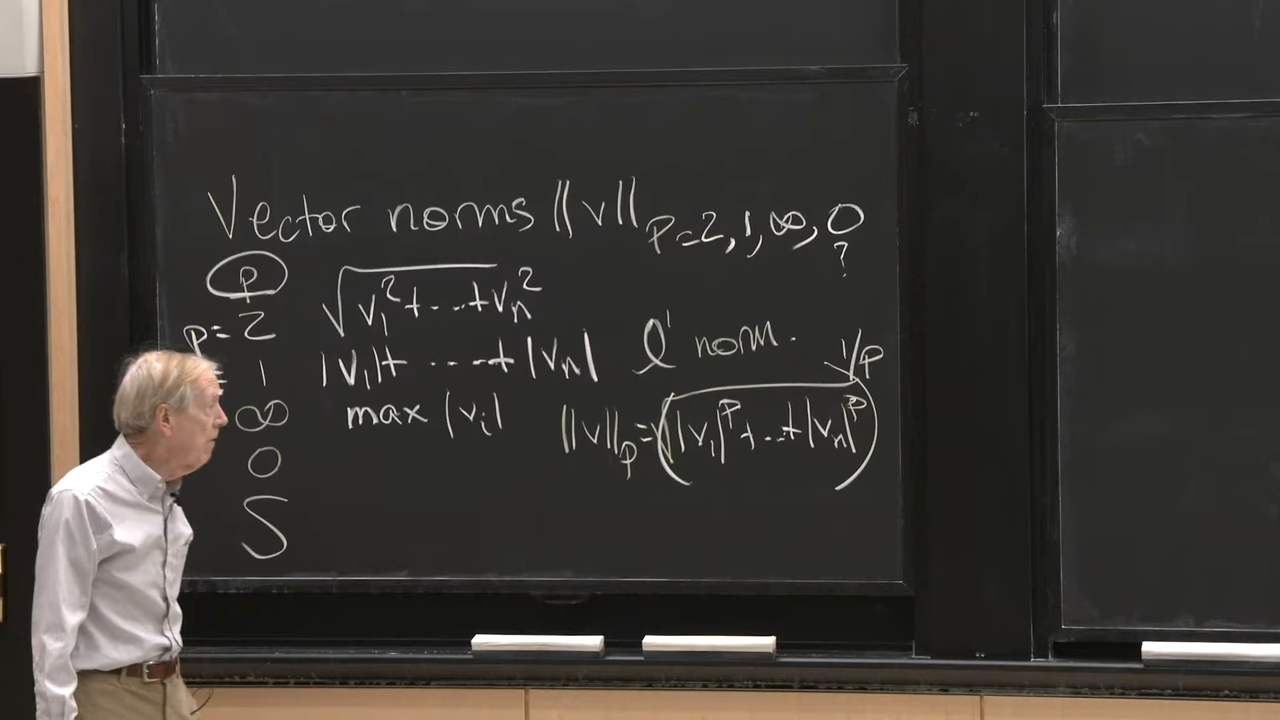 Vector norms ||v||p=2,1,∞,0
?
p
p=2 √v₁²+...+vₙ²
= 1 |v₁|+ ....+|vₙ| ℓ¹ norm.
∞ max |vᵢ| ||v||ₚ=(|v₁|ᵖ+...+|vₙ|ᵖ)^1/p
0
S